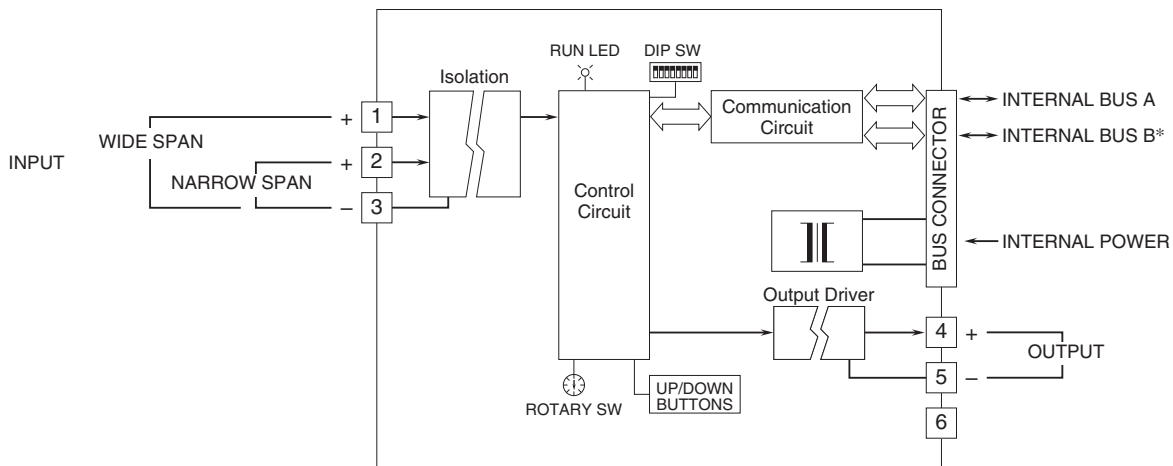 RUN LED
DIP SW
Isolation
INPUT
WIDE SPAN
+ 1
+ 2
NARROW SPAN
− 3
Control
Circuit
Communication
Circuit
BUS CONNECTOR
INTERNAL BUS A
INTERNAL BUS B*
INTERNAL POWER
Output Driver
4 +
OUTPUT
5 −
6
ROTARY SW
UP/DOWN
BUTTONS